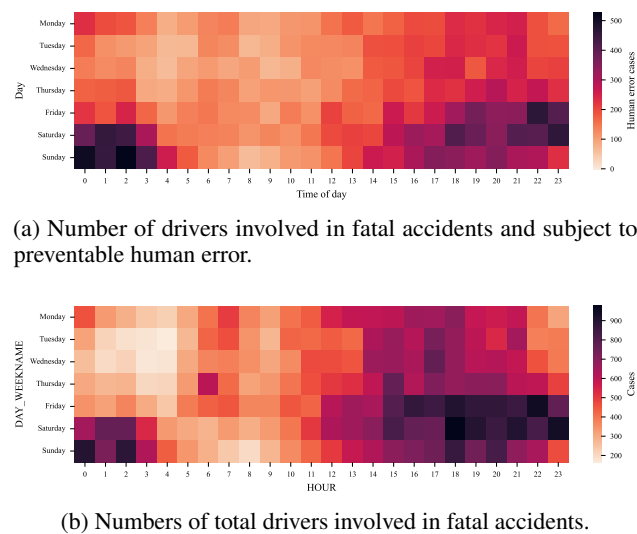 Monday
Tuesday
Wednesday
Thursday
Friday
Saturday
Sunday
Day
0 1 2 3 4 5 6 7 8 9 10 11 12 13 14 15 16 17 18 19 20 21 22 23
Time of day
500
400
300
200
100
0
Human error cases
(a) Number of drivers involved in fatal accidents and subject to
preventable human error.
Monday
Tuesday
Wednesday
Thursday
Friday
Saturday
Sunday
DAY_WEEKNAME
0 1 2 3 4 5 6 7 8 9 10 11 12 13 14 15 16 17 18 19 20 21 22 23
HOUR
900
800
700
600
500
400
300
200
Cases
(b) Numbers of total drivers involved in fatal accidents.